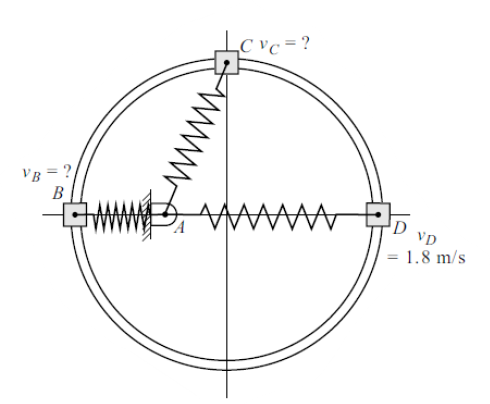 C v_C = ?
v_B = ?
B
A
D v_D
= 1.8 m/s